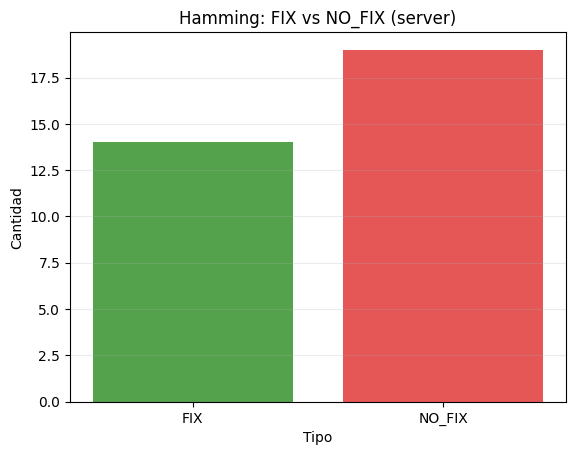 Hamming: FIX vs NO_FIX (server)
Cantidad
17.5
15.0
12.5
10.0
7.5
5.0
2.5
0.0
FIX
NO_FIX
Tipo